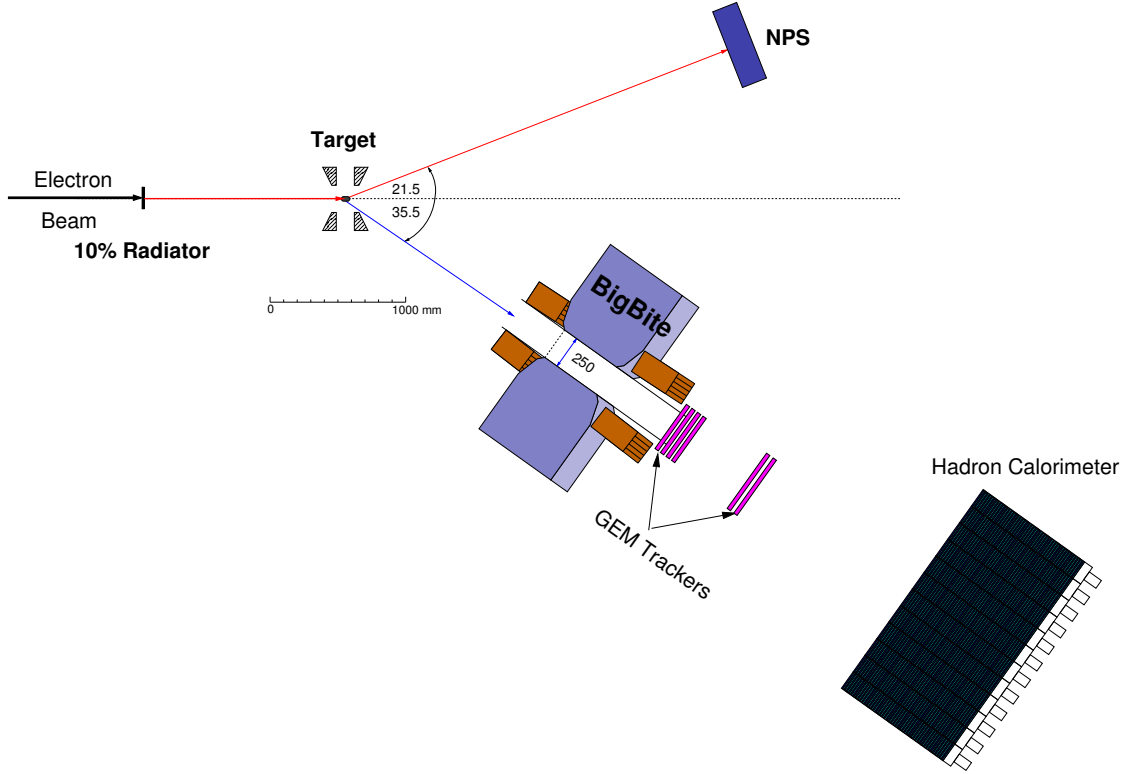 NPS
Target
Electron
Beam
21.5
35.5
10% Radiator
0
1000 mm
BigBite
250
GEM Trackers
Hadron Calorimeter